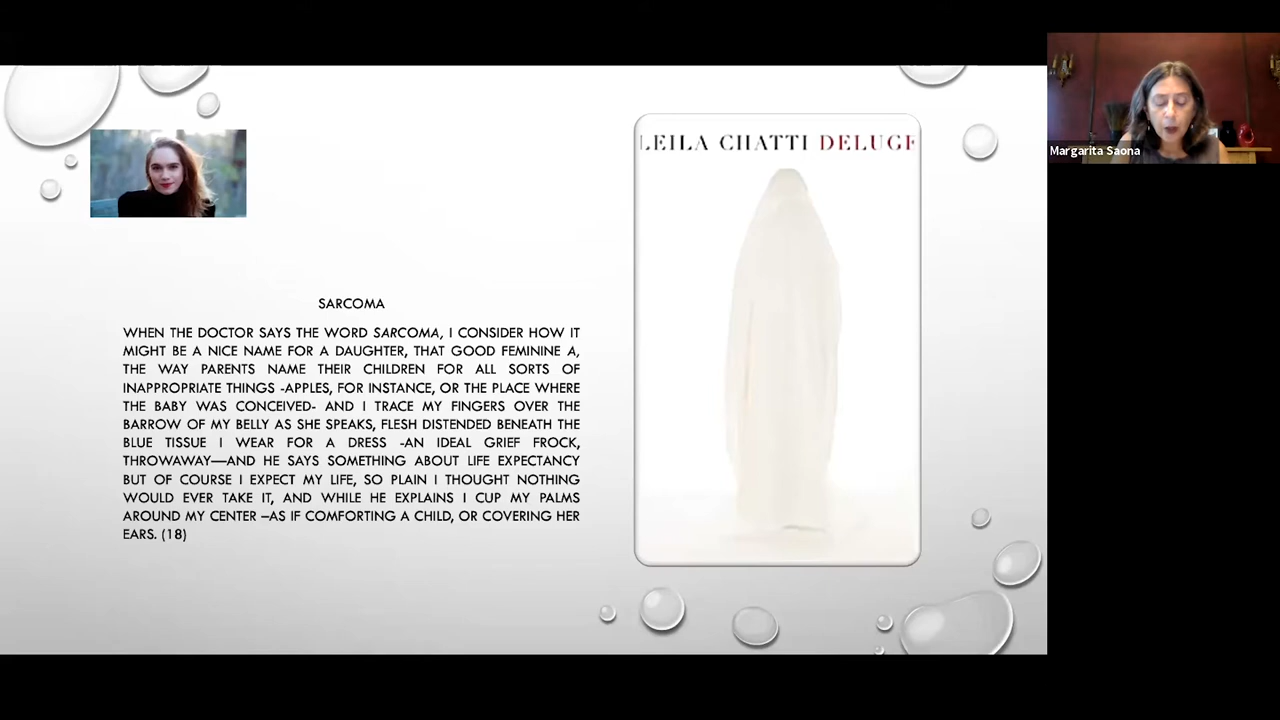 LEILA CHATTI DELUGE
Margarita Saona
SARCOMA
WHEN THE DOCTOR SAYS THE WORD SARCOMA, I CONSIDER HOW IT
MIGHT BE A NICE NAME FOR A DAUGHTER, THAT GOOD FEMININE A,
THE WAY PARENTS NAME THEIR CHILDREN FOR ALL SORTS OF
INAPPROPRIATE THINGS -APPLES, FOR INSTANCE, OR THE PLACE WHERE
THE BABY WAS CONCEIVED- AND I TRACE MY FINGERS OVER THE
BARROW OF MY BELLY AS SHE SPEAKS, FLESH DISTENDED BENEATH THE
BLUE TISSUE I WEAR FOR A DRESS -AN IDEAL GRIEF FROCK,
THROWAWAY—AND HE SAYS SOMETHING ABOUT LIFE EXPECTANCY
BUT OF COURSE I EXPECT MY LIFE, SO PLAIN I THOUGHT NOTHING
WOULD EVER TAKE IT, AND WHILE HE EXPLAINS I CUP MY PALMS
AROUND MY CENTER –AS IF COMFORTING A CHILD, OR COVERING HER
EARS. (18)